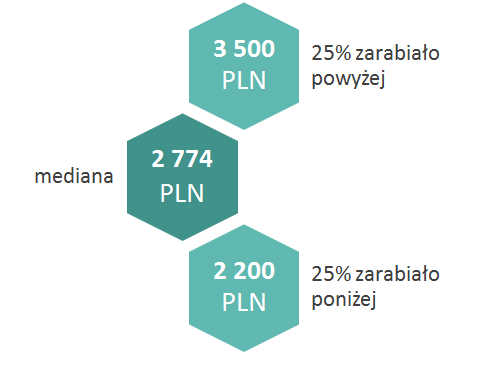 3 500
PLN
25% zarabiało
powyżej
mediana
2 774
PLN
2 200
PLN
25% zarabiało
poniżej